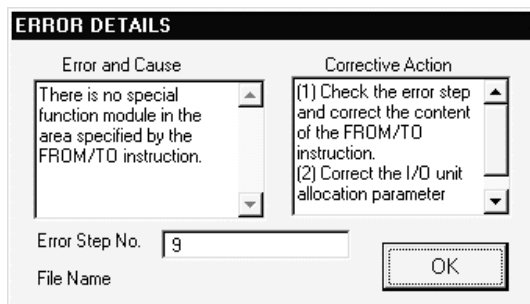 ERROR DETAILS
Error and Cause
There is no special
function module in the
area specified by the
FROM/TO instruction.
Corrective Action
(1) Check the error step
and correct the content
of the FROM/TO
instruction.
(2) Correct the I/O unit
allocation parameter
Error Step No. 9
File Name
OK